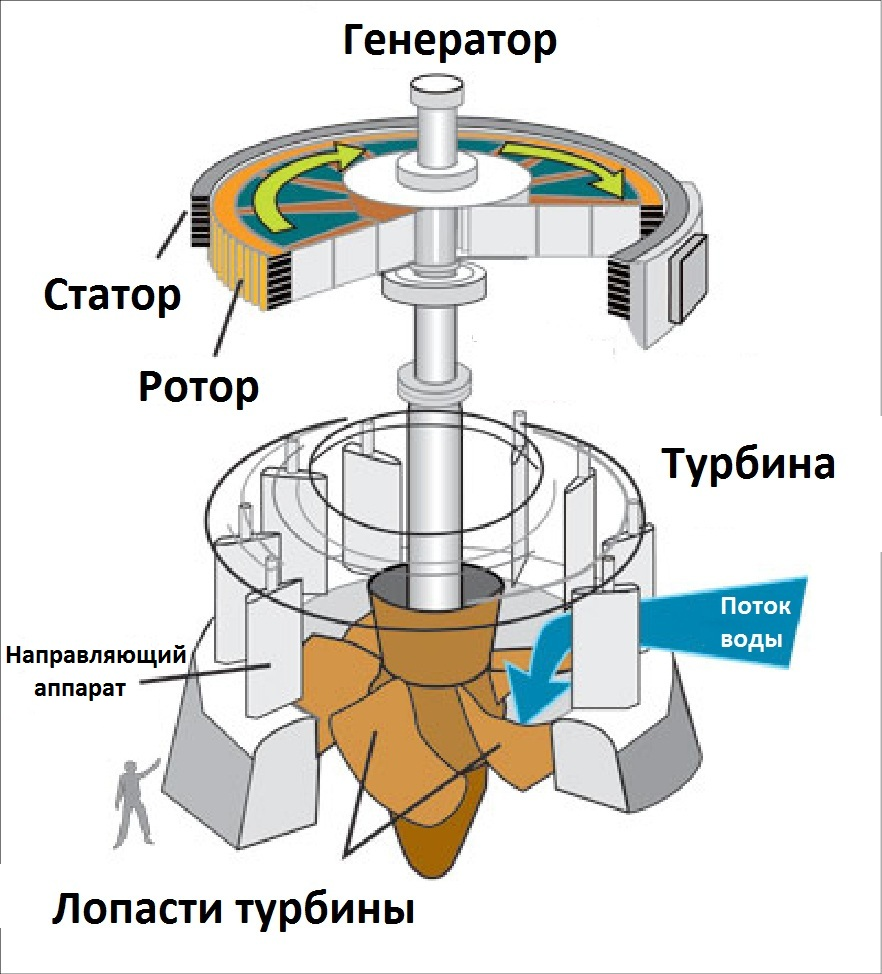 Генератор
Статор
Ротор
Турбина
Поток
воды
Направляющий
аппарат
Лопасти турбины